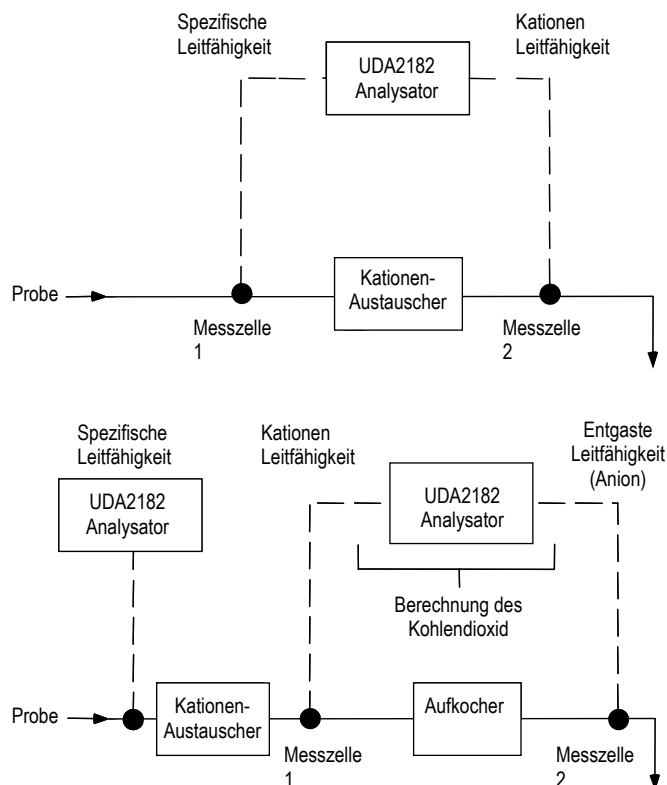 Spezifische
Leitfähigkeit
Kationen
Leitfähigkeit
UDA2182
Analysator
Probe
Kationen-
Austauscher
Messzelle
1
Messzelle
2
Spezifische
Leitfähigkeit
Kationen
Leitfähigkeit
Entgaste
Leitfähigkeit
(Anion)
UDA2182
Analysator
UDA2182
Analysator
Berechnung des
Kohlendioxid
Probe
Kationen-
Austauscher
Aufkocher
Messzelle
1
Messzelle
2